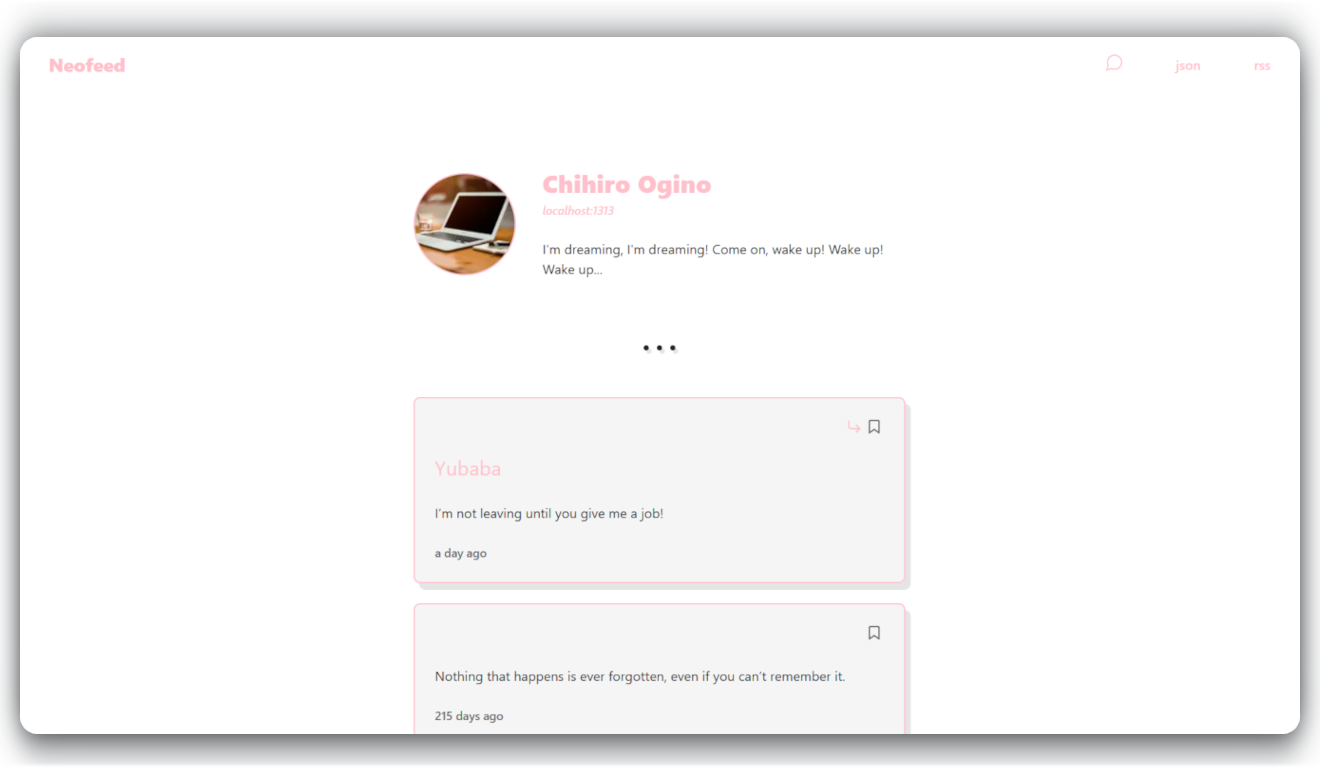 Neofeed
json
rss
Chihiro Ogino
localhost:1313
I'm dreaming, I'm dreaming! Come on, wake up! Wake up!
Wake up...
Yubaba
I’m not leaving until you give me a job!
a day ago
Nothing that happens is ever forgotten, even if you can’t remember it.
215 days ago